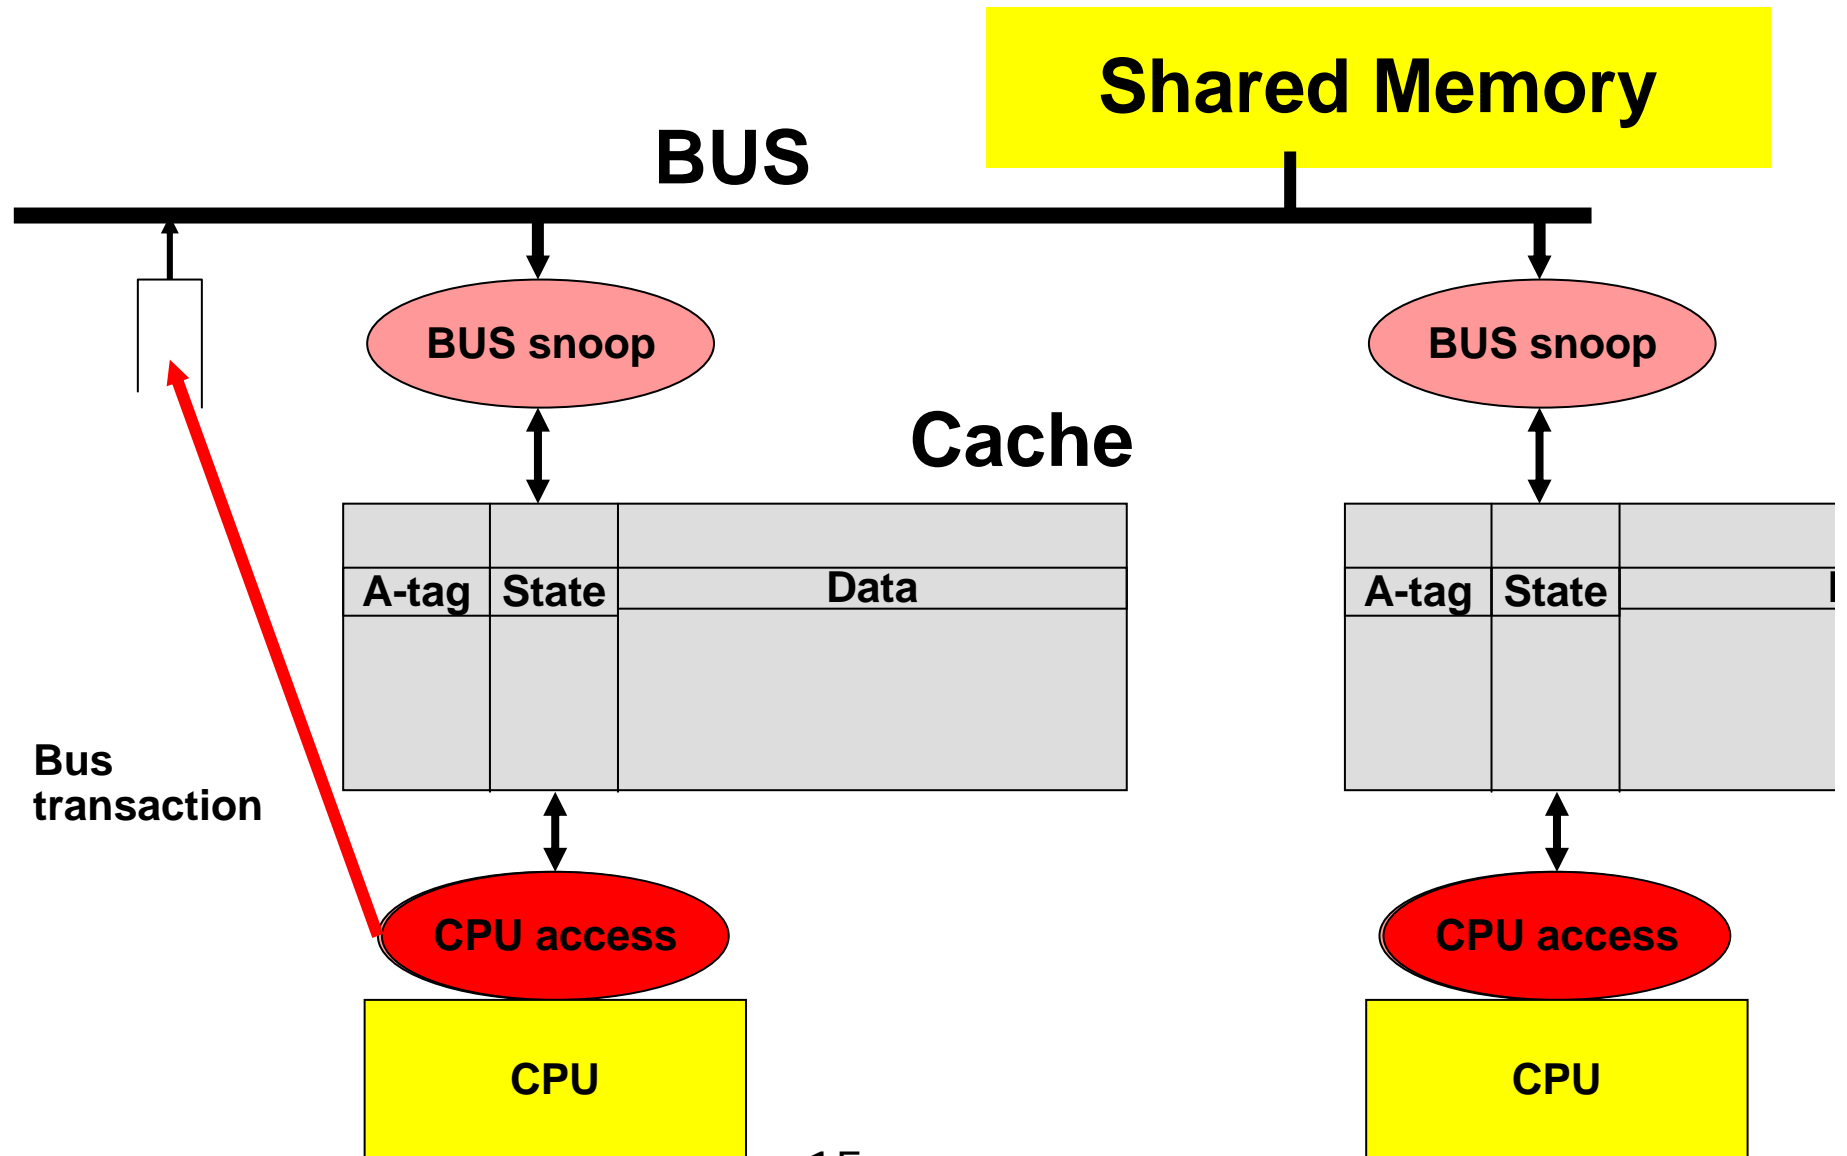 Shared Memory
BUS
BUS snoop
BUS snoop
Cache
A-tag State Data
A-tag State
Bus
transaction
CPU access
CPU access
CPU
CPU